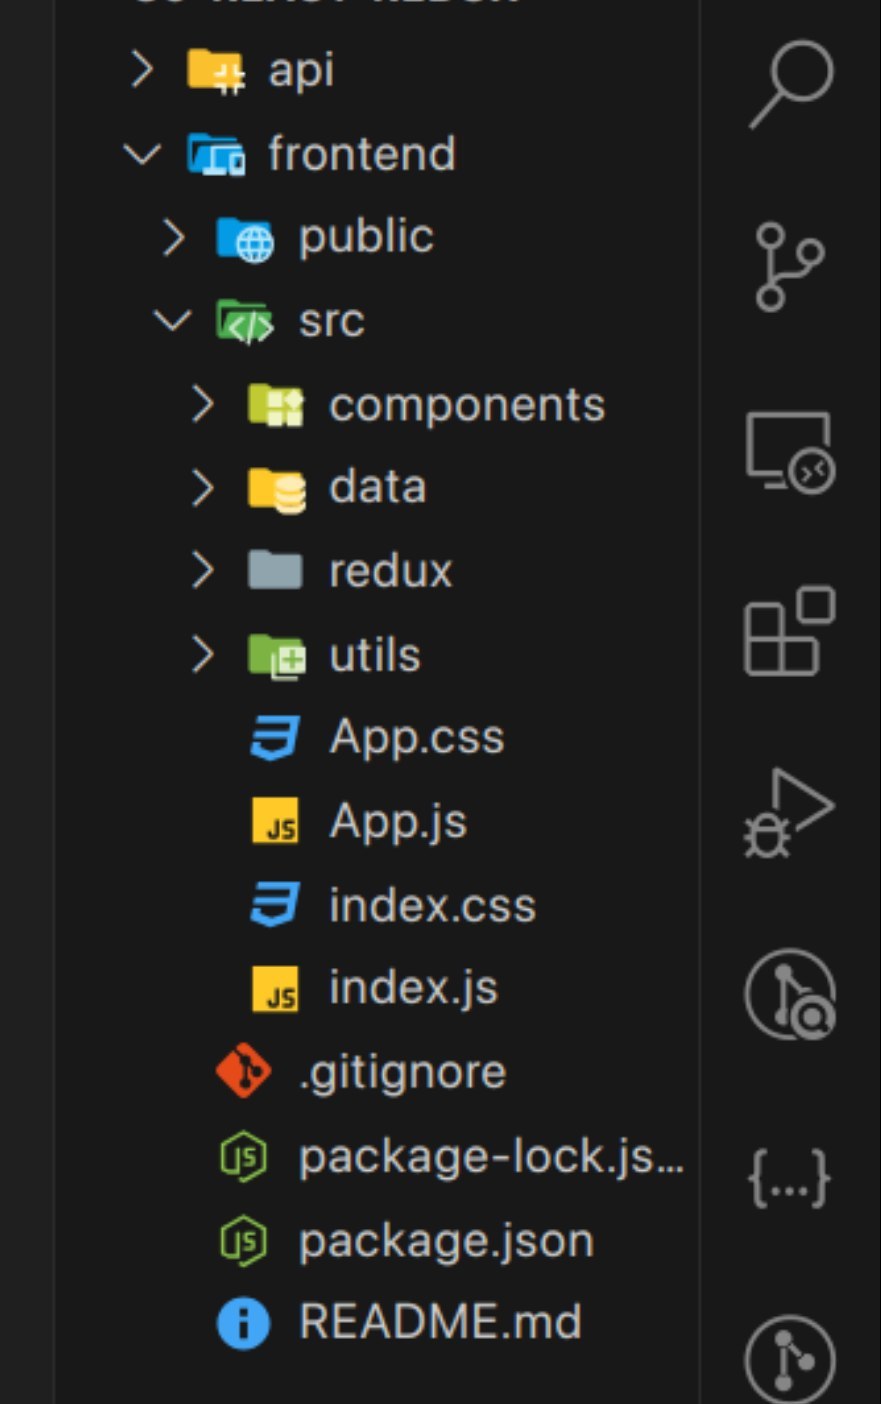 api
frontend
public
src
components
data
redux
utils
App.css
App.js
index.css
index.js
.gitignore
package-lock.js...
package.json
README.md